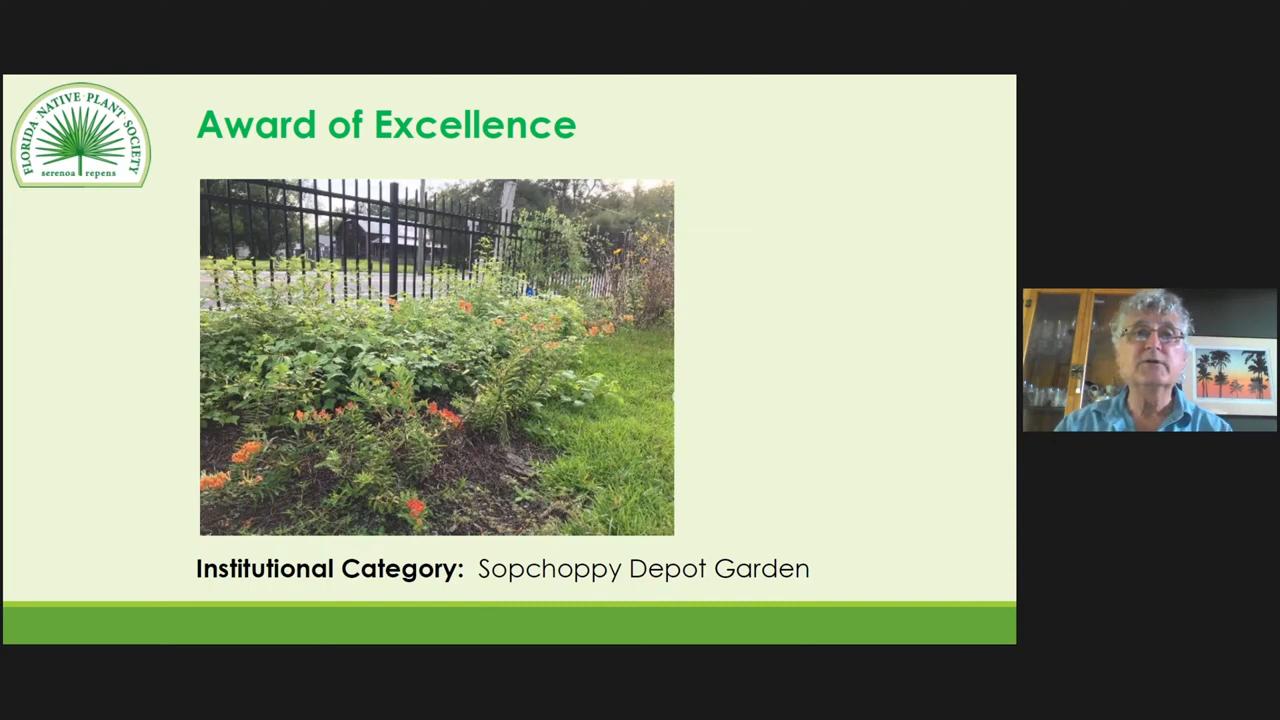 FLORIDA NATIVE PLANT SOCIETY
serenoa repens
Award of Excellence
Institutional Category: Sopchoppy Depot Garden